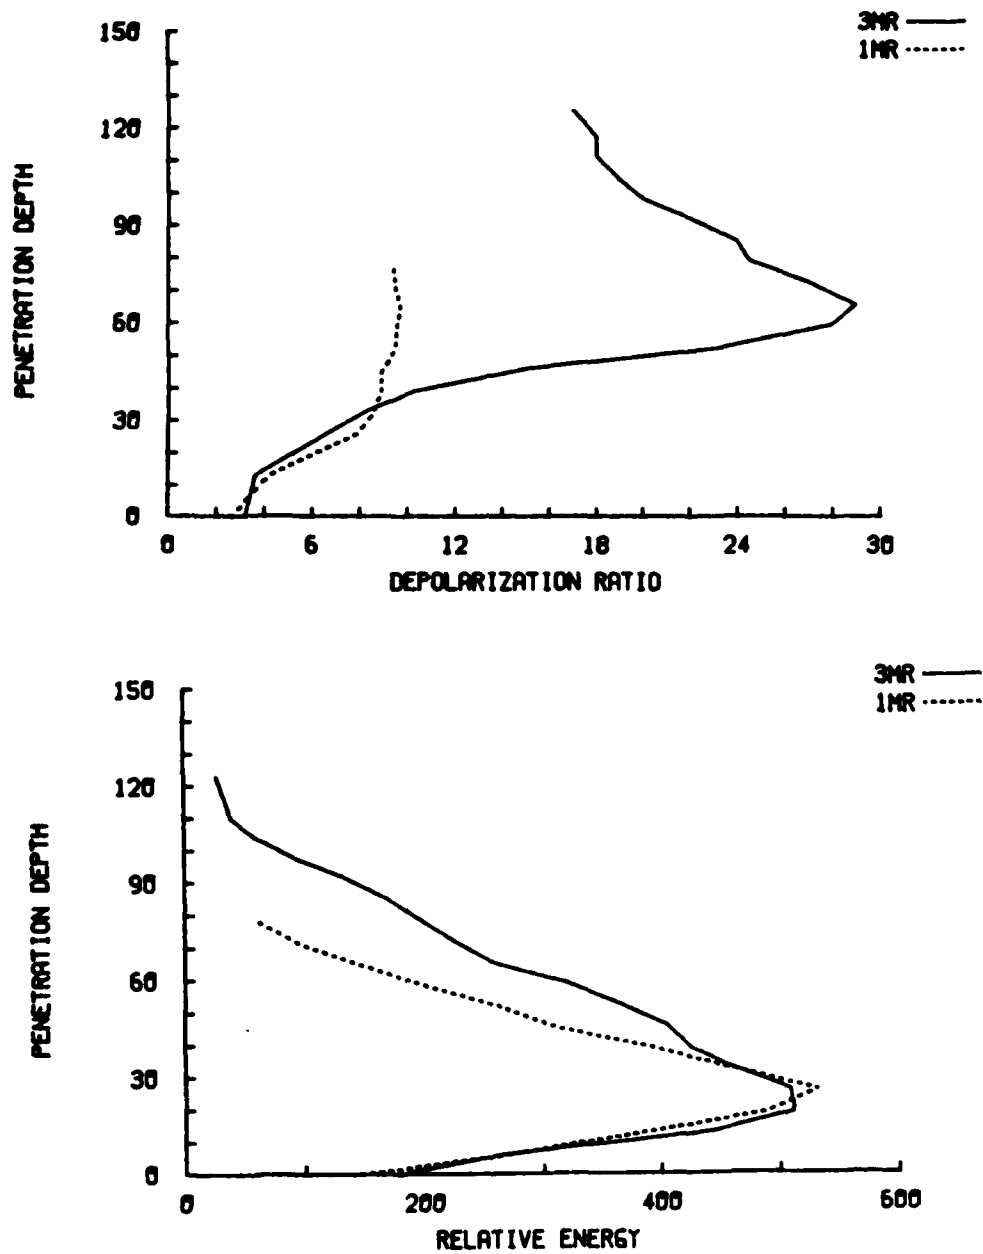 3MR
1MR
150
120
90
60
30
0
PENETRATION DEPTH
0 6 12 18 24 30
DEPOLARIZATION RATIO
3MR
1MR
150
120
90
60
30
0
PENETRATION DEPTH
0 200 400 600
RELATIVE ENERGY